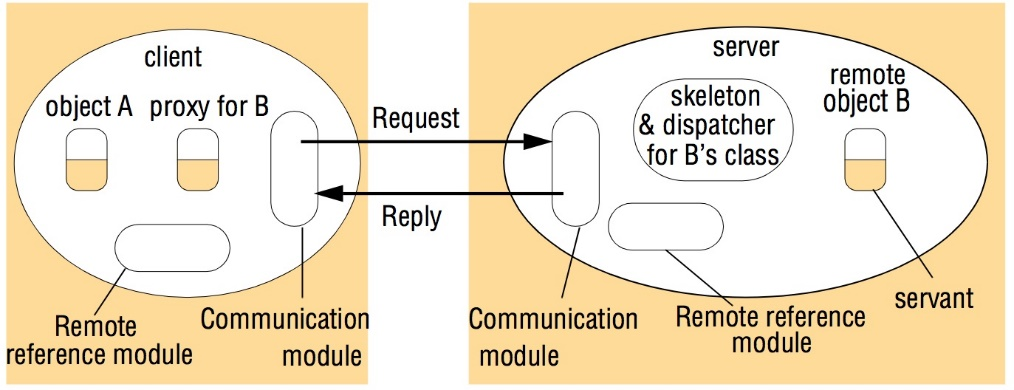 client
object A
proxy for B
Request
Reply
Remote
reference module
Communication
module
server
skeleton
& dispatcher
for B's class
remote
object B
Communication
module
Remote reference
module
servant